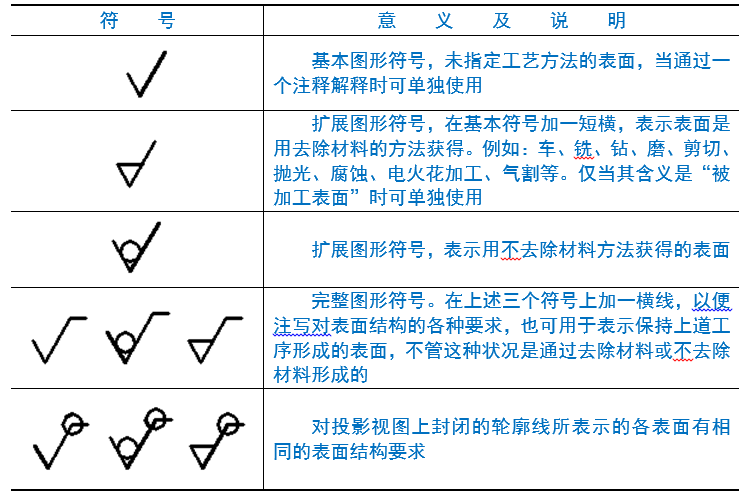 符 号 意 义 及 说 明
基本图形符号，未指定工艺方法的表面，当通过一
个注释解释时可单独使用
扩展图形符号，在基本符号加一短横，表示表面是
用去除材料的方法获得。例如：车、铣、钻、磨、剪切、
抛光、腐蚀、电火花加工、气割等。仅当其含义是“被
加工表面”时可单独使用
扩展图形符号，表示用不去除材料方法获得的表面
完整图形符号。在上述三个符号上加一横线，以便
注写对表面结构的各种要求，也可用于表示保持上道工
序形成的表面，不管这种状况是通过去除材料或不去除
材料形成的
对投影视图上封闭的轮廓线所表示的各表面有相
同的表面结构要求